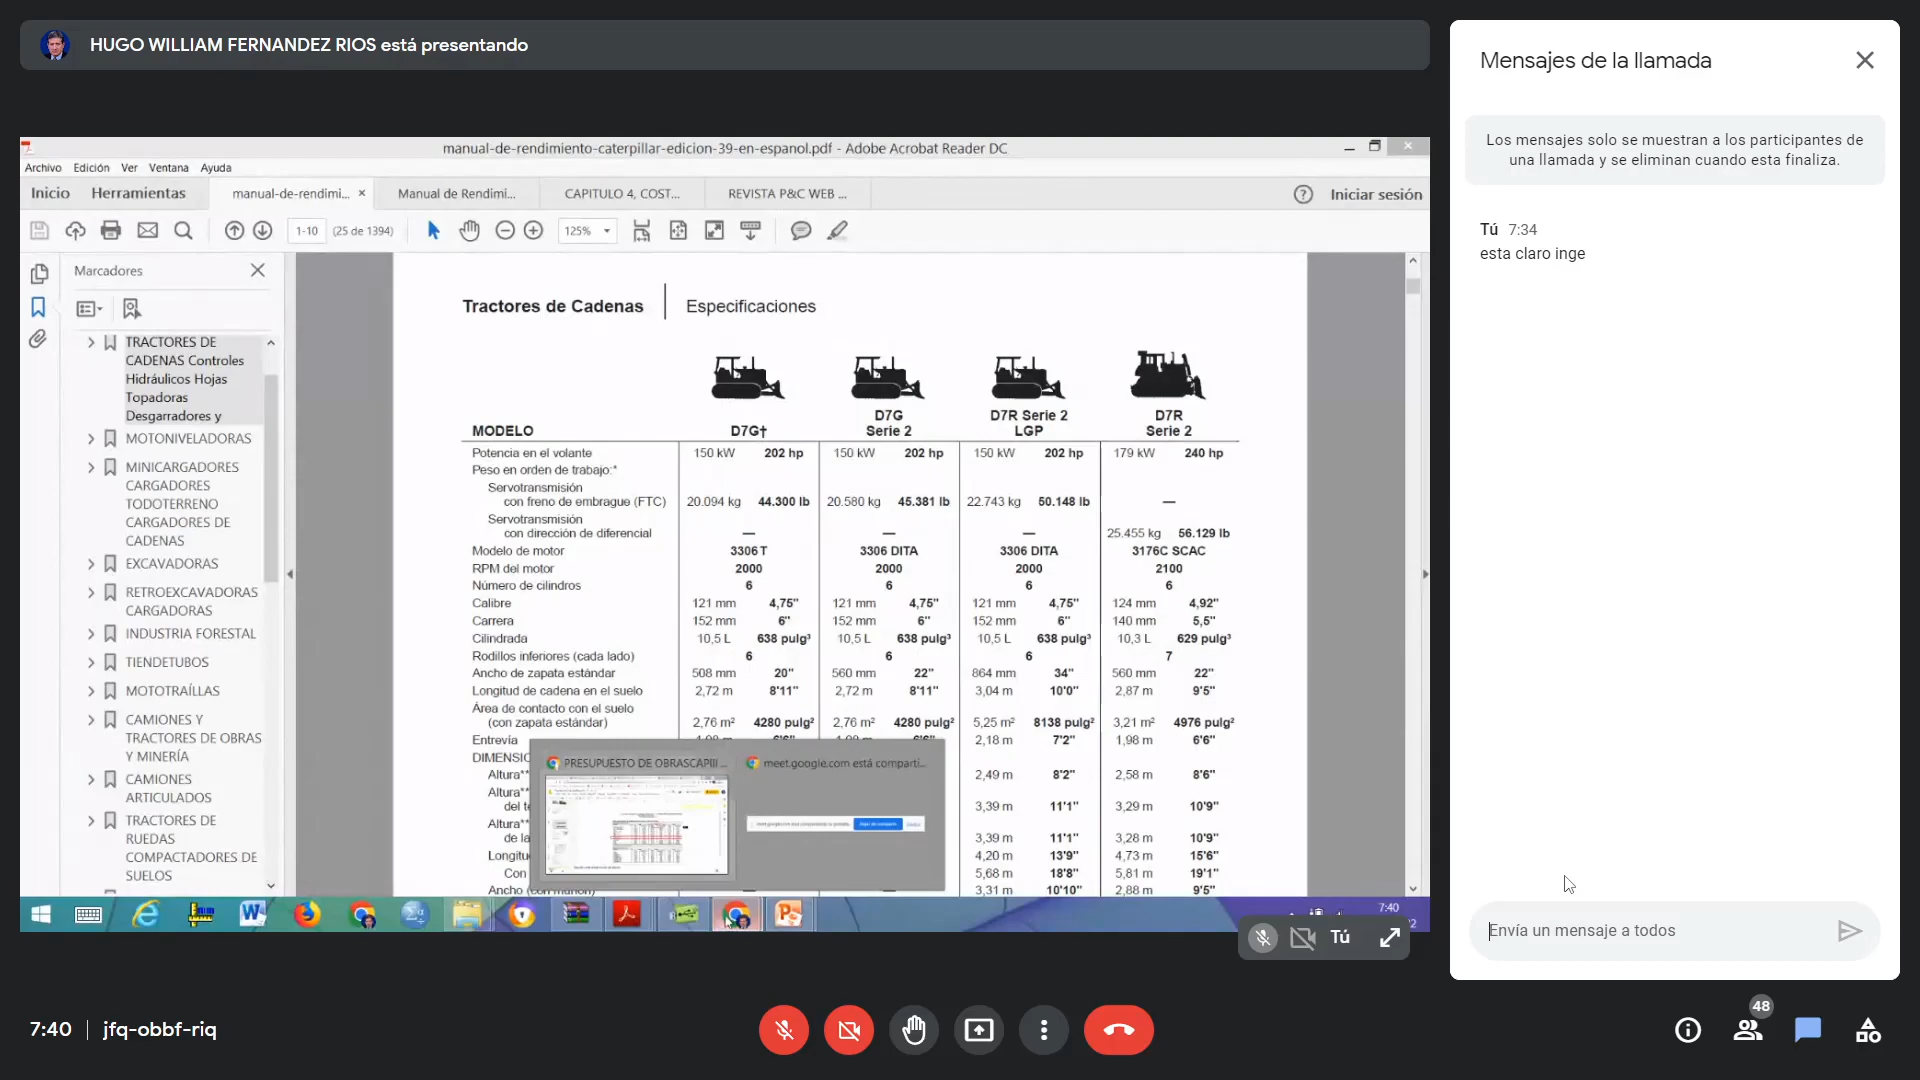 HUGO WILLIAM FERNANDEZ RIOS está presentando
manual-de-rendimiento-caterpillar-edicion-39-en-espanol.pdf - Adobe Acrobat Reader DC
Archivo Edición Ver Ventana Ayuda
Inicio Herramientas manual-de-rendimi... × Manual de Rendimi... CAPITULO 4, COST... REVISTA P&C WEB ... Iniciar sesión
1-10 (25 de 1394) 125%
Marcadores
TRACTORES DE
CADENAS Controles
Hidráulicos Hojas
Topadoras
Desgarradores y
MOTONIVELADORAS
MINICARGADORES
CARGADORES
TODOTERRENO
CARGADORES DE
CADENAS
EXCAVADORAS
RETROEXCAVADORAS
CARGADORAS
INDUSTRIA FORESTAL
TIENDETUBOS
MOTOTRAÍLLAS
CAMIONES Y
TRACTORES DE OBRAS
Y MINERÍA
CAMIONES
ARTICULADOS
TRACTORES DE
RUEDAS
COMPACTADORES DE
SUELOS
Tractores de Cadenas | Especificaciones
MODELO D7G† D7G Serie 2 D7R Serie 2 LGP D7R Serie 2
Potencia en el volante 150 kW 202 hp 150 kW 202 hp 150 kW 202 hp 179 kW 240 hp
Peso en orden de trabajo:*
Servotransmisión
con freno de embrague (FTC) 20.094 kg 44.300 lb 20.580 kg 45.381 lb 22.743 kg 50.148 lb —
Servotransmisión
con dirección de diferencial — — — 25.455 kg 56.129 lb
Modelo de motor 3306 T 3306 DITA 3306 DITA 3176C SCAC
RPM del motor 2000 2000 2000 2100
Número de cilindros 6 6 6 6
Calibre 121 mm 4,75" 121 mm 4,75" 121 mm 4,75" 124 mm 4,92"
Carrera 152 mm 6" 152 mm 6" 152 mm 6" 140 mm 5,5"
Cilindrada 10,5 L 638 pulg³ 10,5 L 638 pulg³ 10,5 L 638 pulg³ 10,3 L 629 pulg³
Rodillos inferiores (cada lado) 6 6 6 7
Ancho de zapata estándar 508 mm 20" 560 mm 22" 864 mm 34" 560 mm 22"
Longitud de cadena en el suelo 2,72 m 8'11" 2,72 m 8'11" 3,04 m 10'0" 2,87 m 9'5"
Área de contacto con el suelo
(con zapata estándar) 2,76 m² 4280 pulg² 2,76 m² 4280 pulg² 5,25 m² 8138 pulg² 3,21 m² 4976 pulg²
Entrevía 1,98 m 6'6" 1,98 m 6'6" 2,18 m 7'2" 1,98 m 6'6"
DIMENSIO
Altura** 2,49 m 8'2" 2,58 m 8'6"
Altura**
del te 3,39 m 11'1" 3,29 m 10'9"
Altura**
de la 3,39 m 11'1" 3,28 m 10'9"
Longitu 4,20 m 13'9" 4,73 m 15'6"
Con 5,68 m 18'8" 5,81 m 19'1"
Ancho (con muñón) 3,31 m 10'10" 2,88 m 9'5"
PRESUPUESTO DE OBRASCAPIII ... meet.google.com está comparti...
7:40
Tú
Mensajes de la llamada
Los mensajes solo se muestran a los participantes de
una llamada y se eliminan cuando esta finaliza.
Tú 7:34
esta claro inge
Envía un mensaje a todos
7:40 | jfq-obbf-riq
48